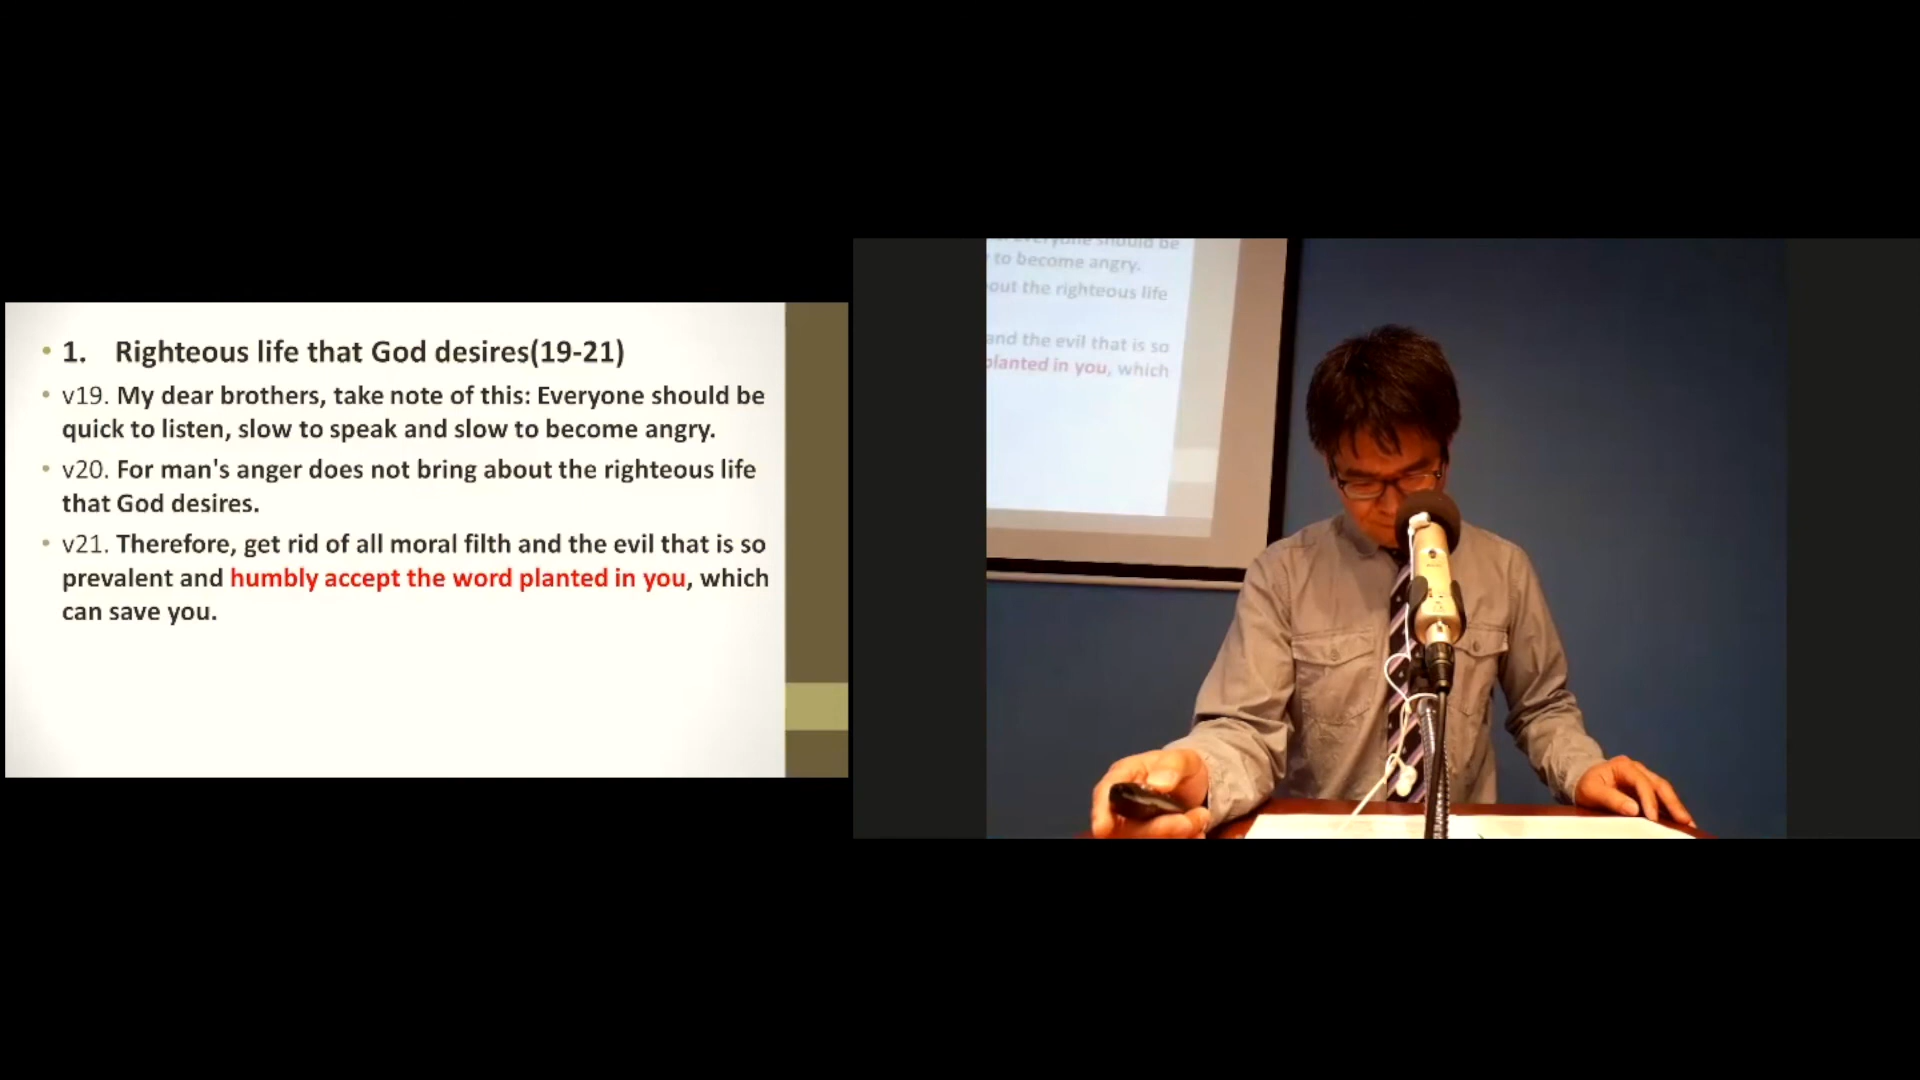 • 1. Righteous life that God desires(19-21)
• v19. My dear brothers, take note of this: Everyone should be
quick to listen, slow to speak and slow to become angry.
• v20. For man's anger does not bring about the righteous life
that God desires.
• v21. Therefore, get rid of all moral filth and the evil that is so
prevalent and humbly accept the word planted in you, which
can save you.
Everyone should be
to become angry.
out the righteous life
and the evil that is so
planted in you, which